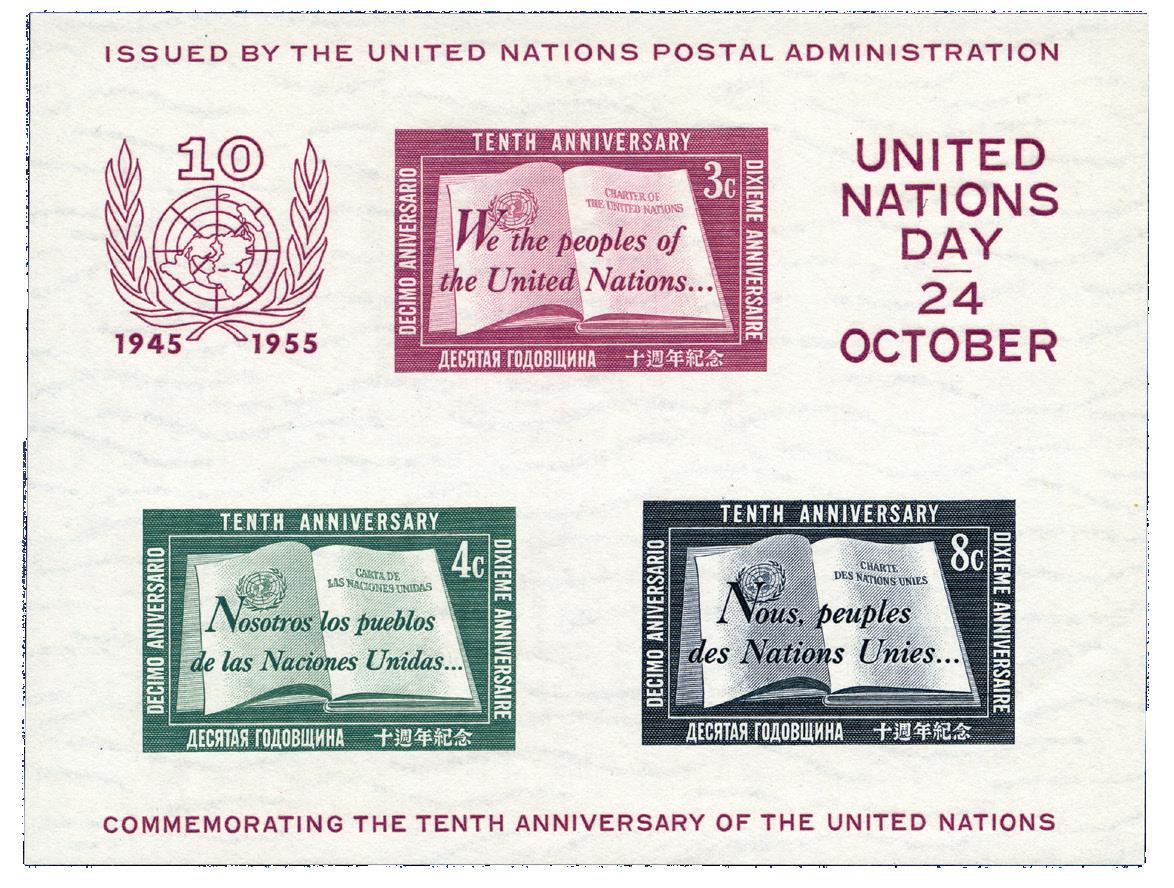 ISSUED BY THE UNITED NATIONS POSTAL ADMINISTRATION
10
1945 1955
TENTH ANNIVERSARY
DECIMO ANIVERSARIO
3c
CHARTER OF
THE UNITED NATIONS
We the peoples of
the United Nations...
DIXIEME ANNIVERSAIRE
ДЕСЯТАЯ ГОДОВЩИНА 十週年紀念
UNITED
NATIONS
DAY
24
OCTOBER
TENTH ANNIVERSARY
DECIMO ANIVERSARIO
4c
CARTA DE
LAS NACIONES UNIDAS
Nosotros los pueblos
de las Naciones Unidas...
DIXIEME ANNIVERSAIRE
ДЕСЯТАЯ ГОДОВЩИНА 十週年紀念
TENTH ANNIVERSARY
DECIMO ANIVERSARIO
8c
CHARTE
DES NATIONS UNIES
Nous, peuples
des Nations Unies...
DIXIEME ANNIVERSAIRE
ДЕСЯТАЯ ГОДОВЩИНА 十週年紀念
COMMEMORATING THE TENTH ANNIVERSARY OF THE UNITED NATIONS